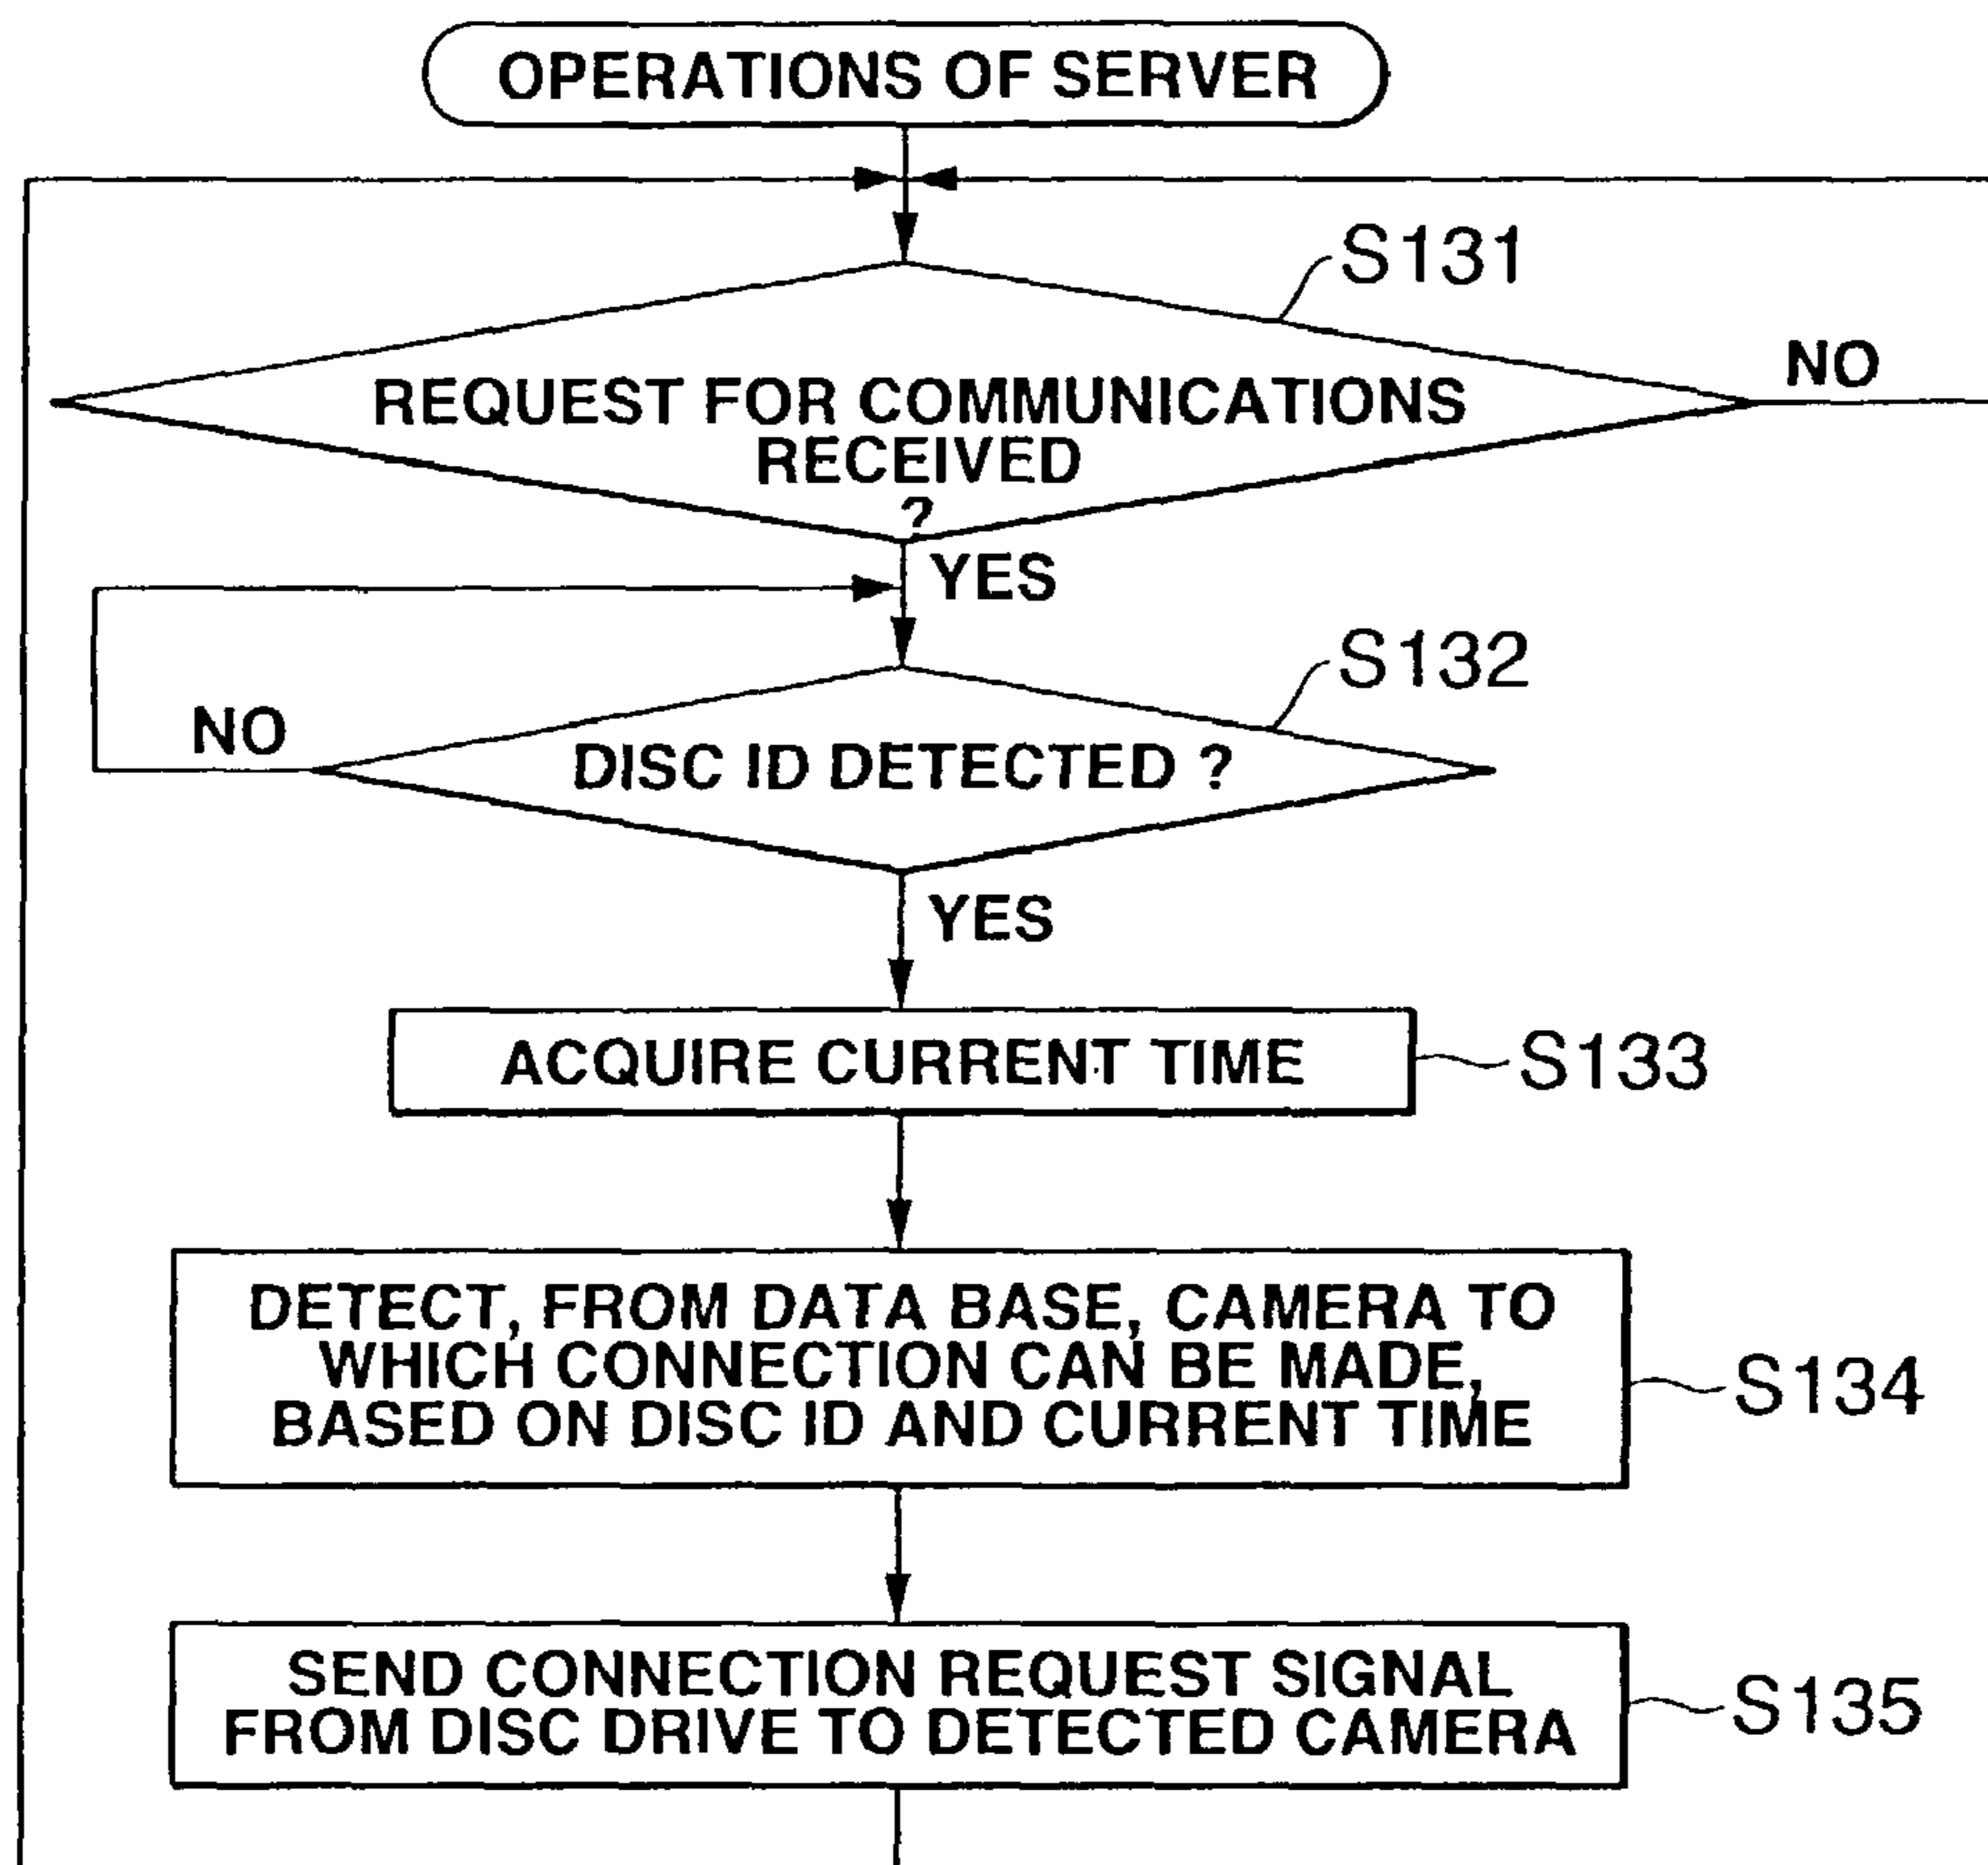 OPERATIONS OF SERVER
S131
REQUEST FOR COMMUNICATIONS
RECEIVED
?
NO
YES
S132
DISC ID DETECTED ?
NO
YES
ACQUIRE CURRENT TIME
S133
DETECT, FROM DATA BASE, CAMERA TO
WHICH CONNECTION CAN BE MADE,
BASED ON DISC ID AND CURRENT TIME
S134
SEND CONNECTION REQUEST SIGNAL
FROM DISC DRIVE TO DETECTED CAMERA
S135